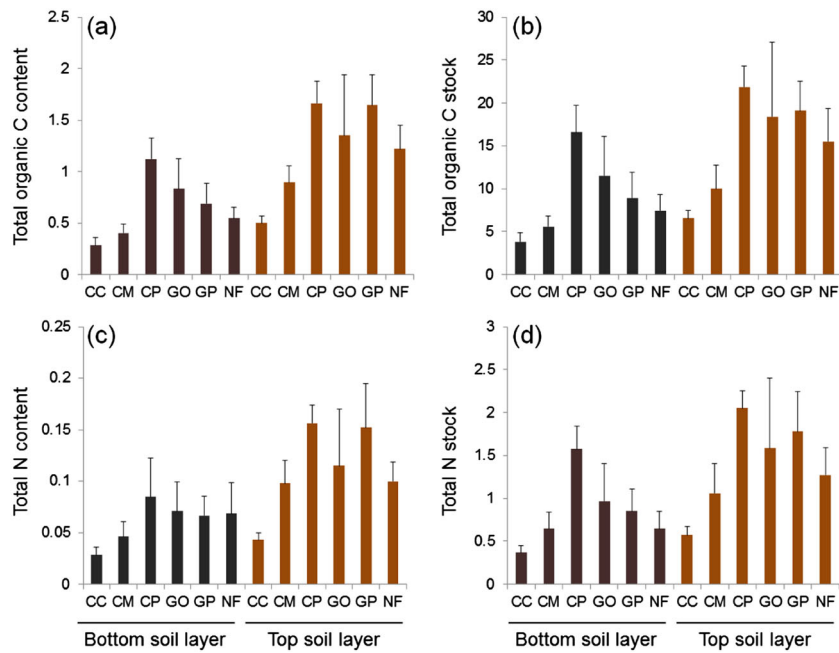 (a)
Total organic C content
2.5
2
1.5
1
0.5
0
CC CM CP GO GP NF CC CM CP GO GP NF
(b)
Total organic C stock
30
25
20
15
10
5
0
CC CM CP GO GP NF CC CM CP GO GP NF
(c)
Total N content
0.25
0.2
0.15
0.1
0.05
0
CC CM CP GO GP NF CC CM CP GO GP NF
Bottom soil layer Top soil layer
(d)
Total N stock
3
2.5
2
1.5
1
0.5
0
CC CM CP GO GP NF CC CM CP GO GP NF
Bottom soil layer Top soil layer